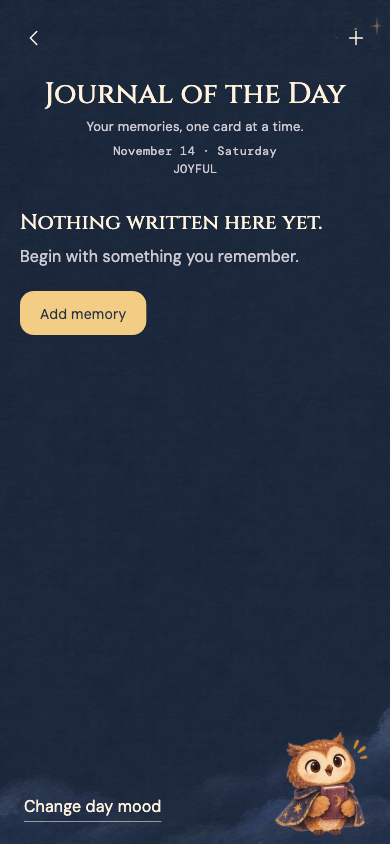 Journal of the Day
Your memories, one card at a time.
November 14 · Saturday
JOYFUL
Nothing written here yet.
Begin with something you remember.
Add memory
Change day mood